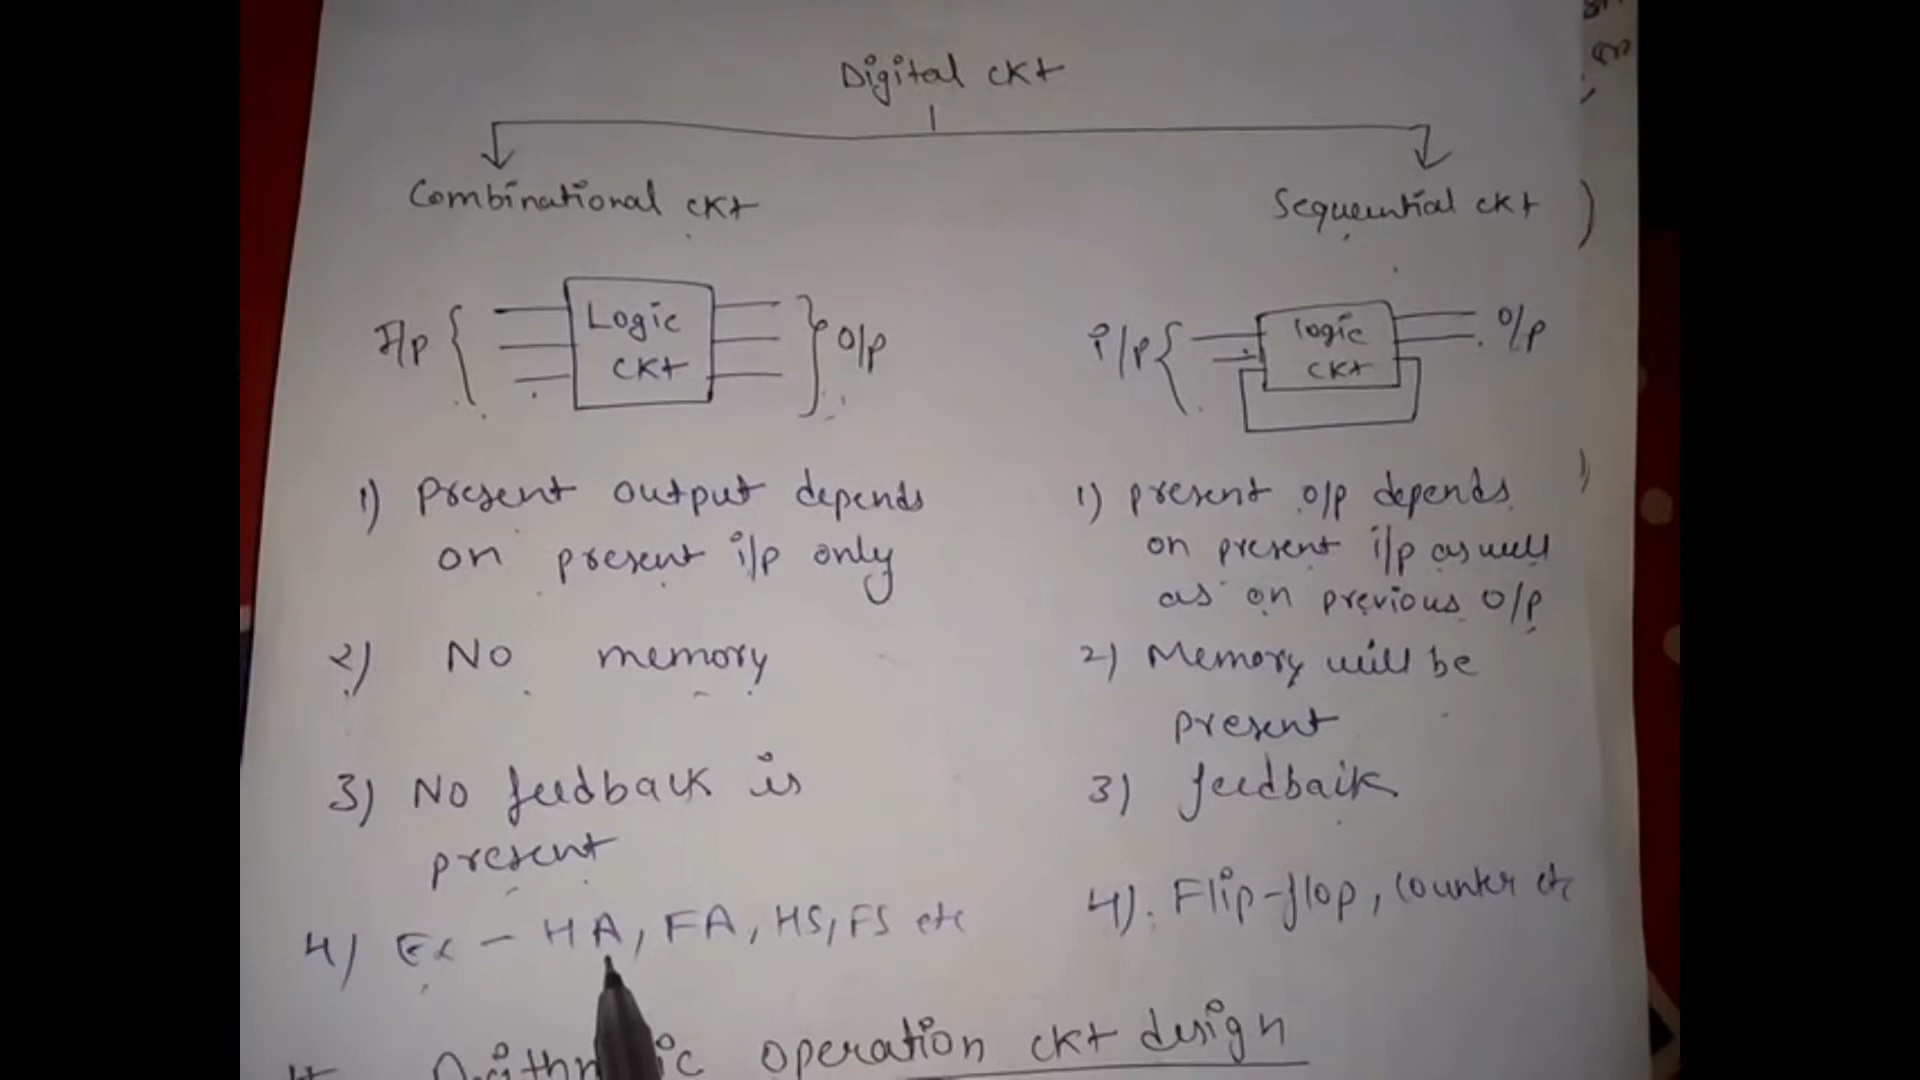 Digital ckt
Combinational ckt
Sequential ckt
I/p
Logic
ckt
O/p
i/p
logic
ckt
O/p
1) Present output depends
on present i/p only
2) No memory
3) No feedback is
present
4) Ex - HA, FA, HS, FS etc
1) present o/p depends
on present i/p as well
as on previous o/p
2) Memory will be
present
3) feedback
4). Flip-flop, counter etc
operation ckt design